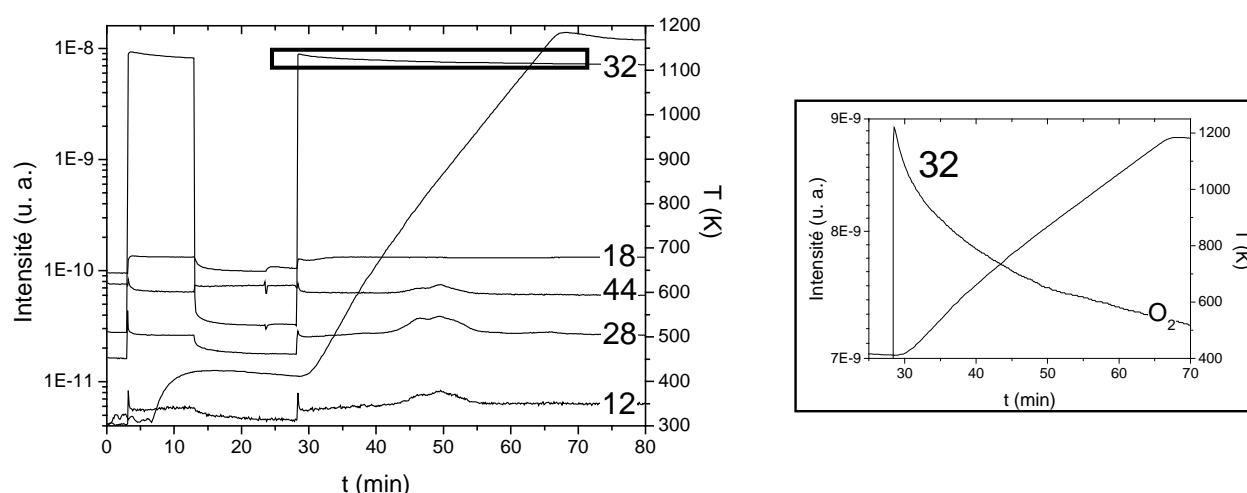 1E-8
1E-9
1E-10
1E-11
Intensité (u. a.)
0 10 20 30 40 50 60 70 80
t (min)
1200
1100
1000
900
800
700
600
500
400
300
T (K)
32
18
44
28
12
9E-9
8E-9
7E-9
Intensité (u. a.)
30 40 50 60 70
t (min)
1200
1000
800
600
400
T (K)
32
O₂